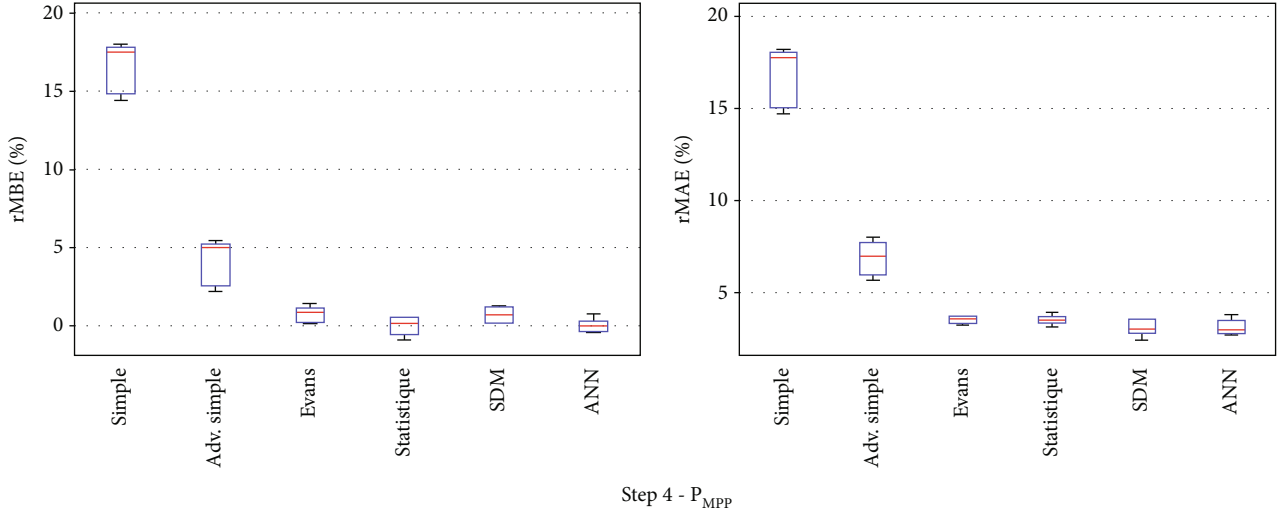 20
15
10
5
0
rMBE (%)
Simple
Adv. simple
Evans
Statistique
SDM
ANN
20
15
10
5
rMAE (%)
Simple
Adv. simple
Evans
Statistique
SDM
ANN
Step 4 - P_MPP